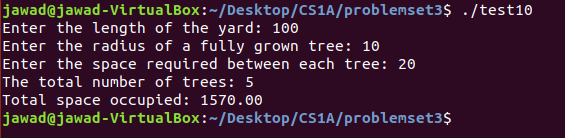 jawad@jawad-VirtualBox:~/Desktop/CS1A/problemset3$ ./test10
Enter the length of the yard: 100
Enter the radius of a fully grown tree: 10
Enter the space required between each tree: 20
The total number of trees: 5
Total space occupied: 1570.00
jawad@jawad-VirtualBox:~/Desktop/CS1A/problemset3$